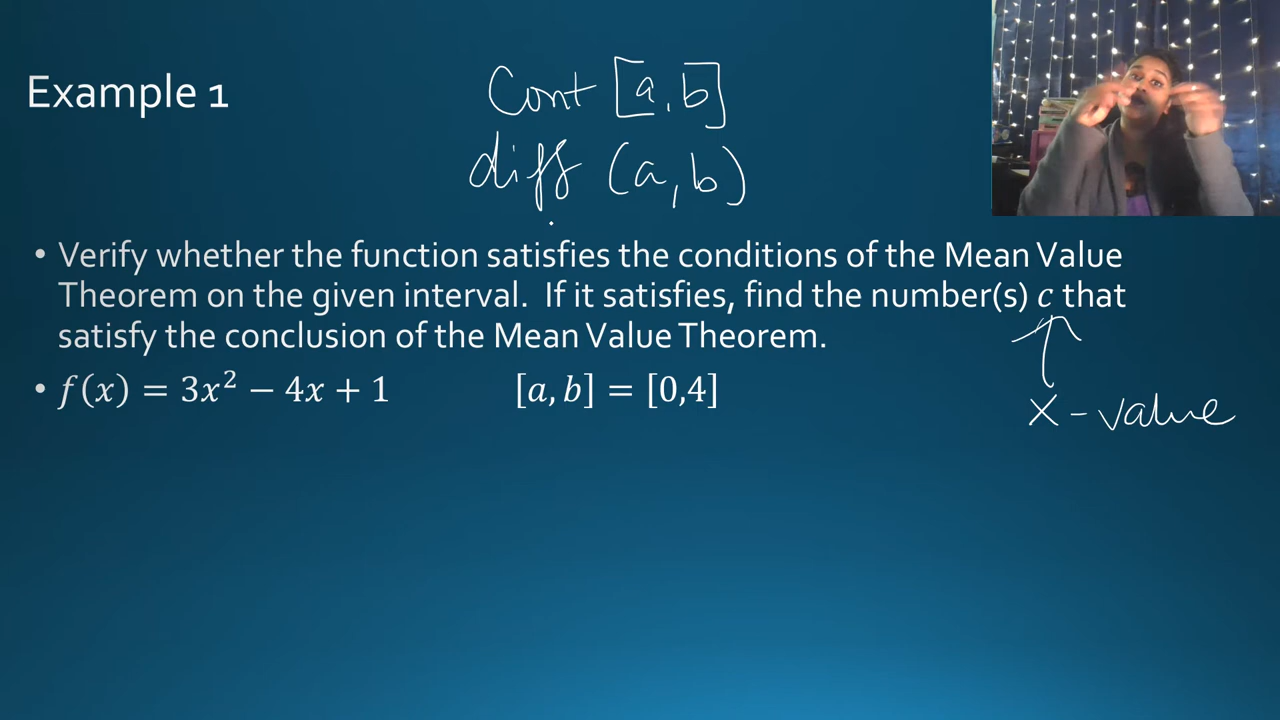 Example 1
Cont [a, b]
diff (a, b)
• Verify whether the function satisfies the conditions of the Mean Value
Theorem on the given interval. If it satisfies, find the number(s) c that
satisfy the conclusion of the Mean Value Theorem.
• f(x) = 3x² − 4x + 1 [a, b] = [0,4]
x - value